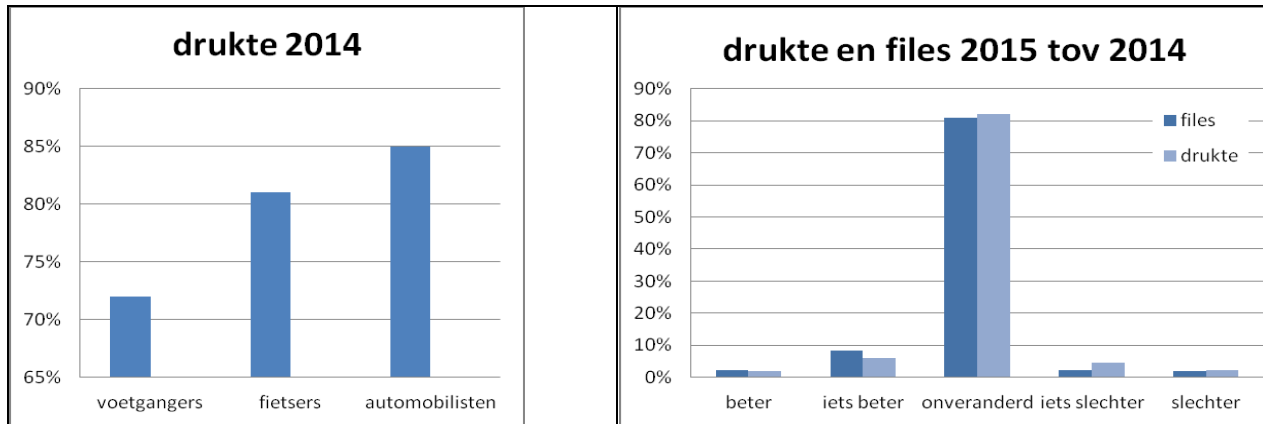 drukte 2014
90%
85%
80%
75%
70%
65%
voetgangers fietsers automobilisten
drukte en files 2015 tov 2014
90%
80%
70%
60%
50%
40%
30%
20%
10%
0%
files
drukte
beter iets beter onveranderd iets slechter slechter